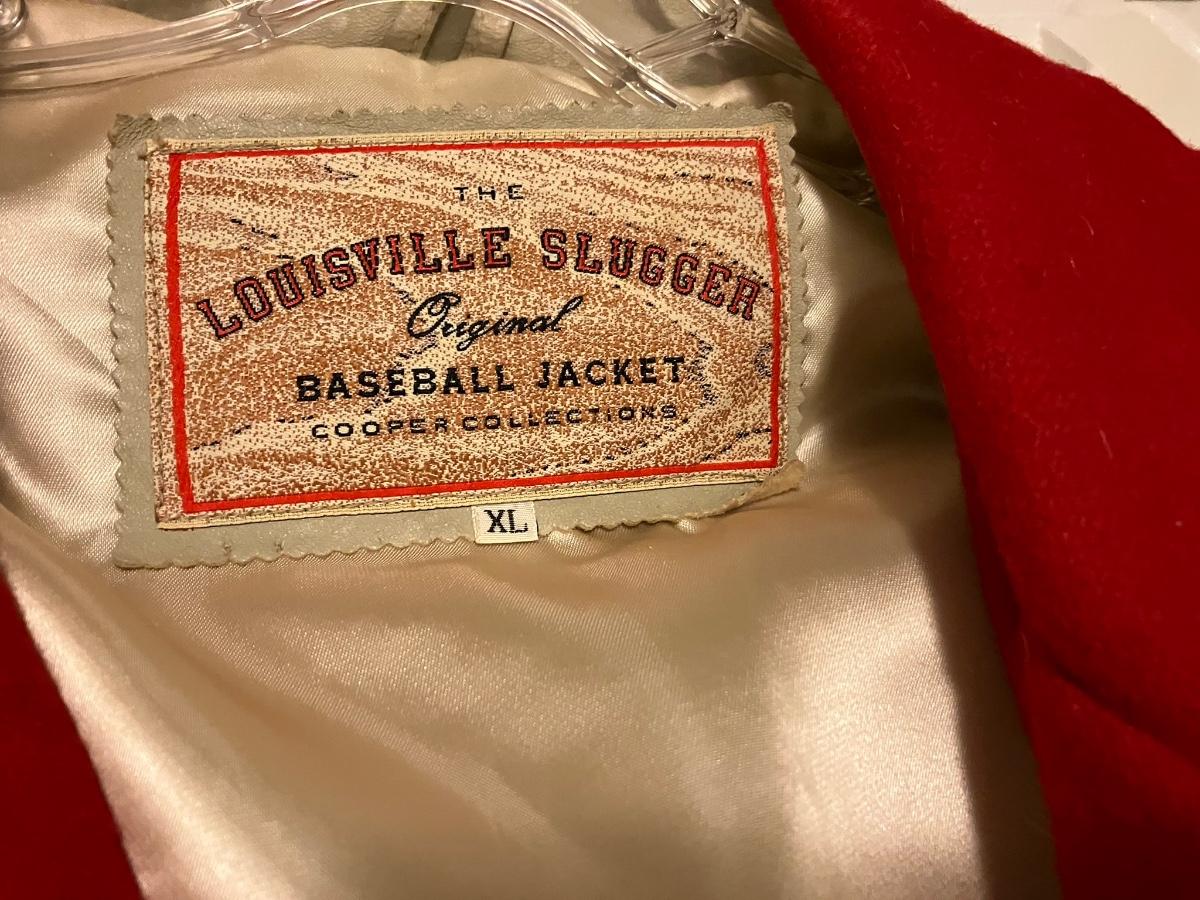 THE
LOUISVILLE SLUGGER
Original
BASEBALL JACKET
COOPER COLLECTIONS
XL